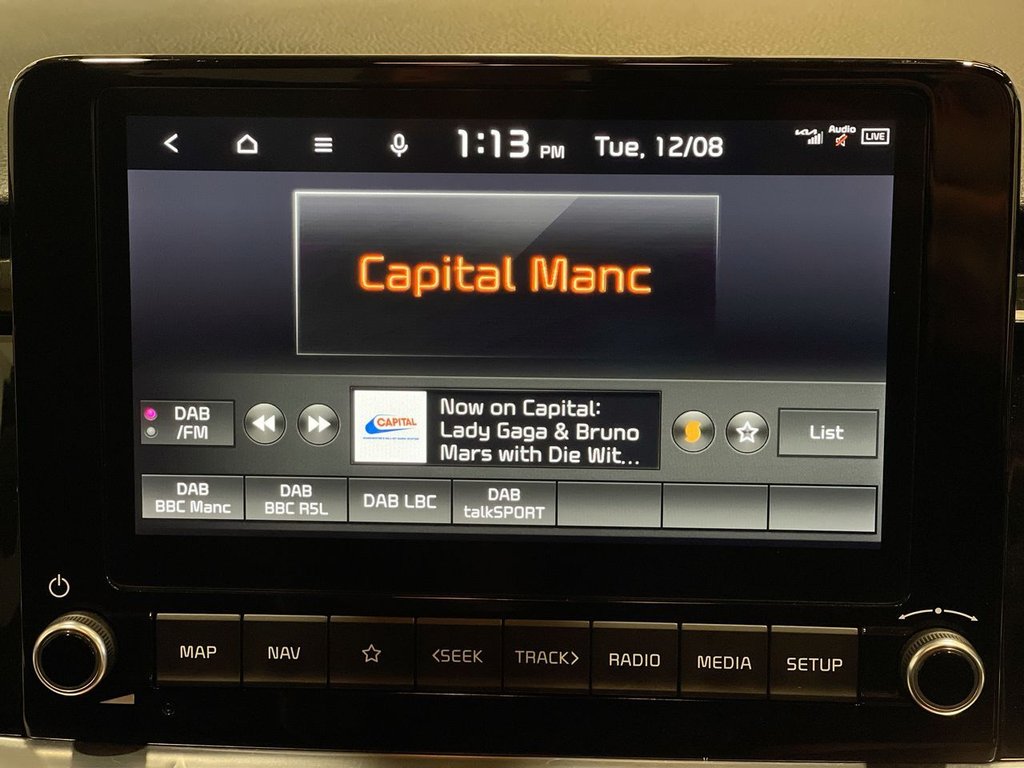 1:13 PM Tue, 12/08
Audio
LIVE
Capital Manc
DAB
/FM
CAPITAL
Now on Capital:
Lady Gaga & Bruno
Mars with Die Wit...
List
DAB
BBC Manc
DAB
BBC R5L
DAB LBC
DAB
talkSPORT
MAP
NAV
<SEEK
TRACK>
RADIO
MEDIA
SETUP